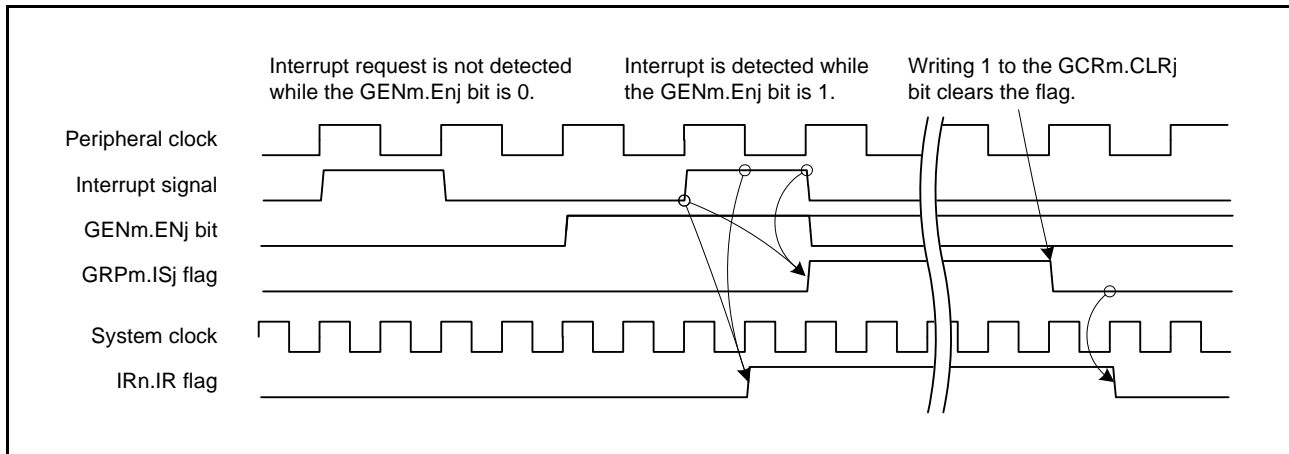 Interrupt request is not detected
while the GENm.Enj bit is 0.
Interrupt is detected while
the GENm.Enj bit is 1.
Writing 1 to the GCRm.CLRj
bit clears the flag.
Peripheral clock
Interrupt signal
GENm.ENj bit
GRPm.ISj flag
System clock
IRn.IR flag